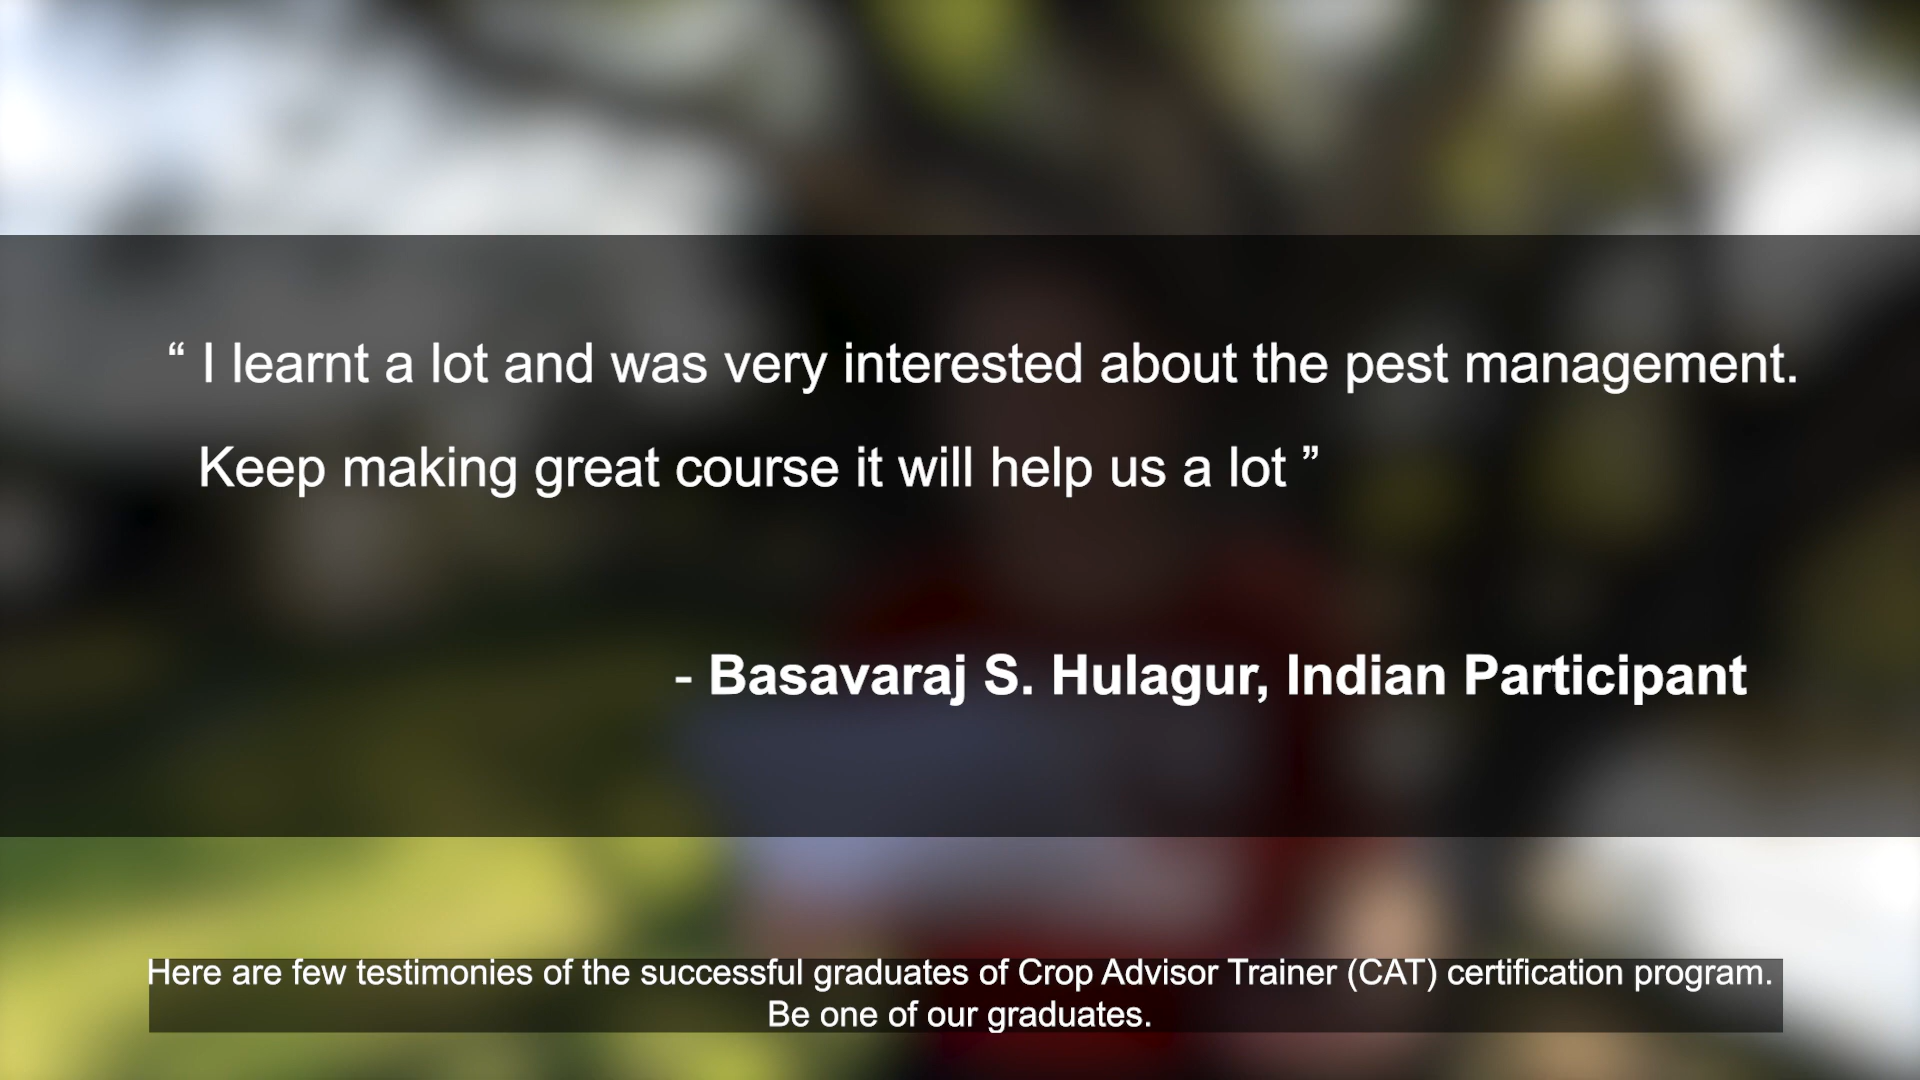 “ I learnt a lot and was very interested about the pest management.
Keep making great course it will help us a lot ”
- Basavaraj S. Hulagur, Indian Participant
Here are few testimonies of the successful graduates of Crop Advisor Trainer (CAT) certification program.
Be one of our graduates.